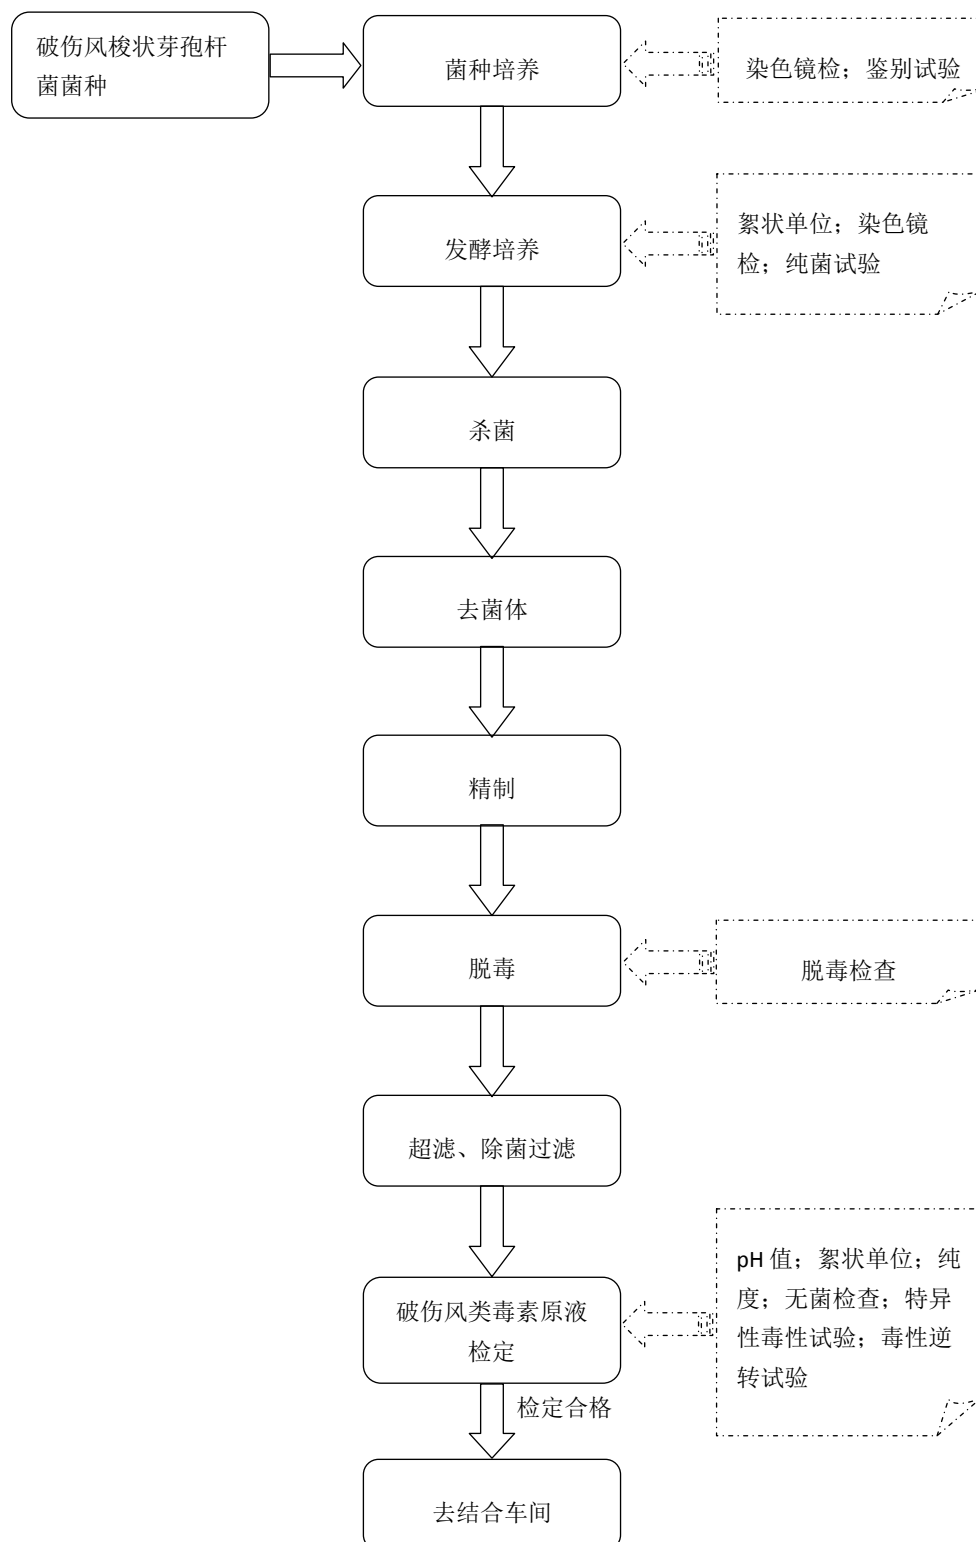 破伤风梭状芽孢杆
菌菌种
菌种培养
染色镜检；鉴别试验
发酵培养
絮状单位；染色镜
检；纯菌试验
杀菌
去菌体
精制
脱毒
脱毒检查
超滤、除菌过滤
破伤风类毒素原液
检定
pH 值；絮状单位；纯
度；无菌检查；特异
性毒性试验；毒性逆
转试验
检定合格
去结合车间